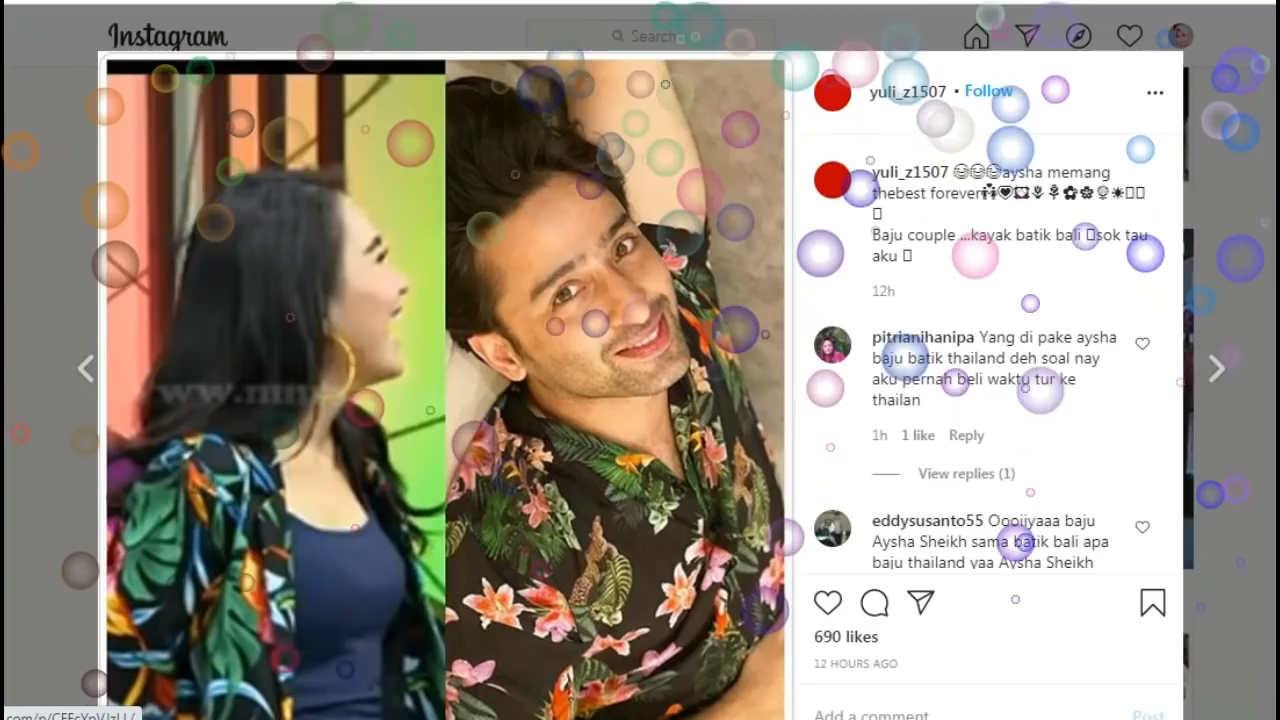 Instagram
Search
yuli_z1507 • Follow
yuli_z1507 😊😊😊aysha memang
thebest forever
Baju couple ...kayak batik bali sok tau
aku
12h
pitrianihanipa Yang di pake aysha
baju batik thailand deh soal nay
aku pernah beli waktu tur ke
thailan
1h 1 like Reply
View replies (1)
eddysusanto55 Oooiiyaaa baju
Aysha Sheikh sama batik bali apa
baju thailand yaa Aysha Sheikh
690 likes
12 HOURS AGO
Add a comment... Post